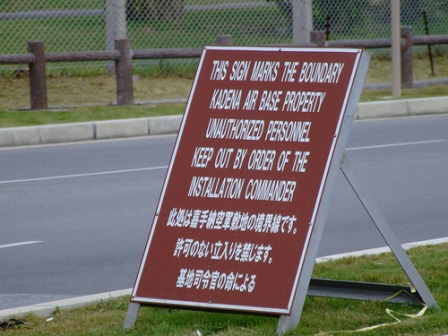 THIS SIGN MARKS THE BOUNDARY
KADENA AIR BASE PROPERTY
UNAUTHORIZED PERSONNEL
KEEP OUT BY ORDER OF THE
INSTALLATION COMMANDER
此処は嘉手納空軍敷地の境界線です。
許可のない立入りを禁じます。
基地司令官の命による